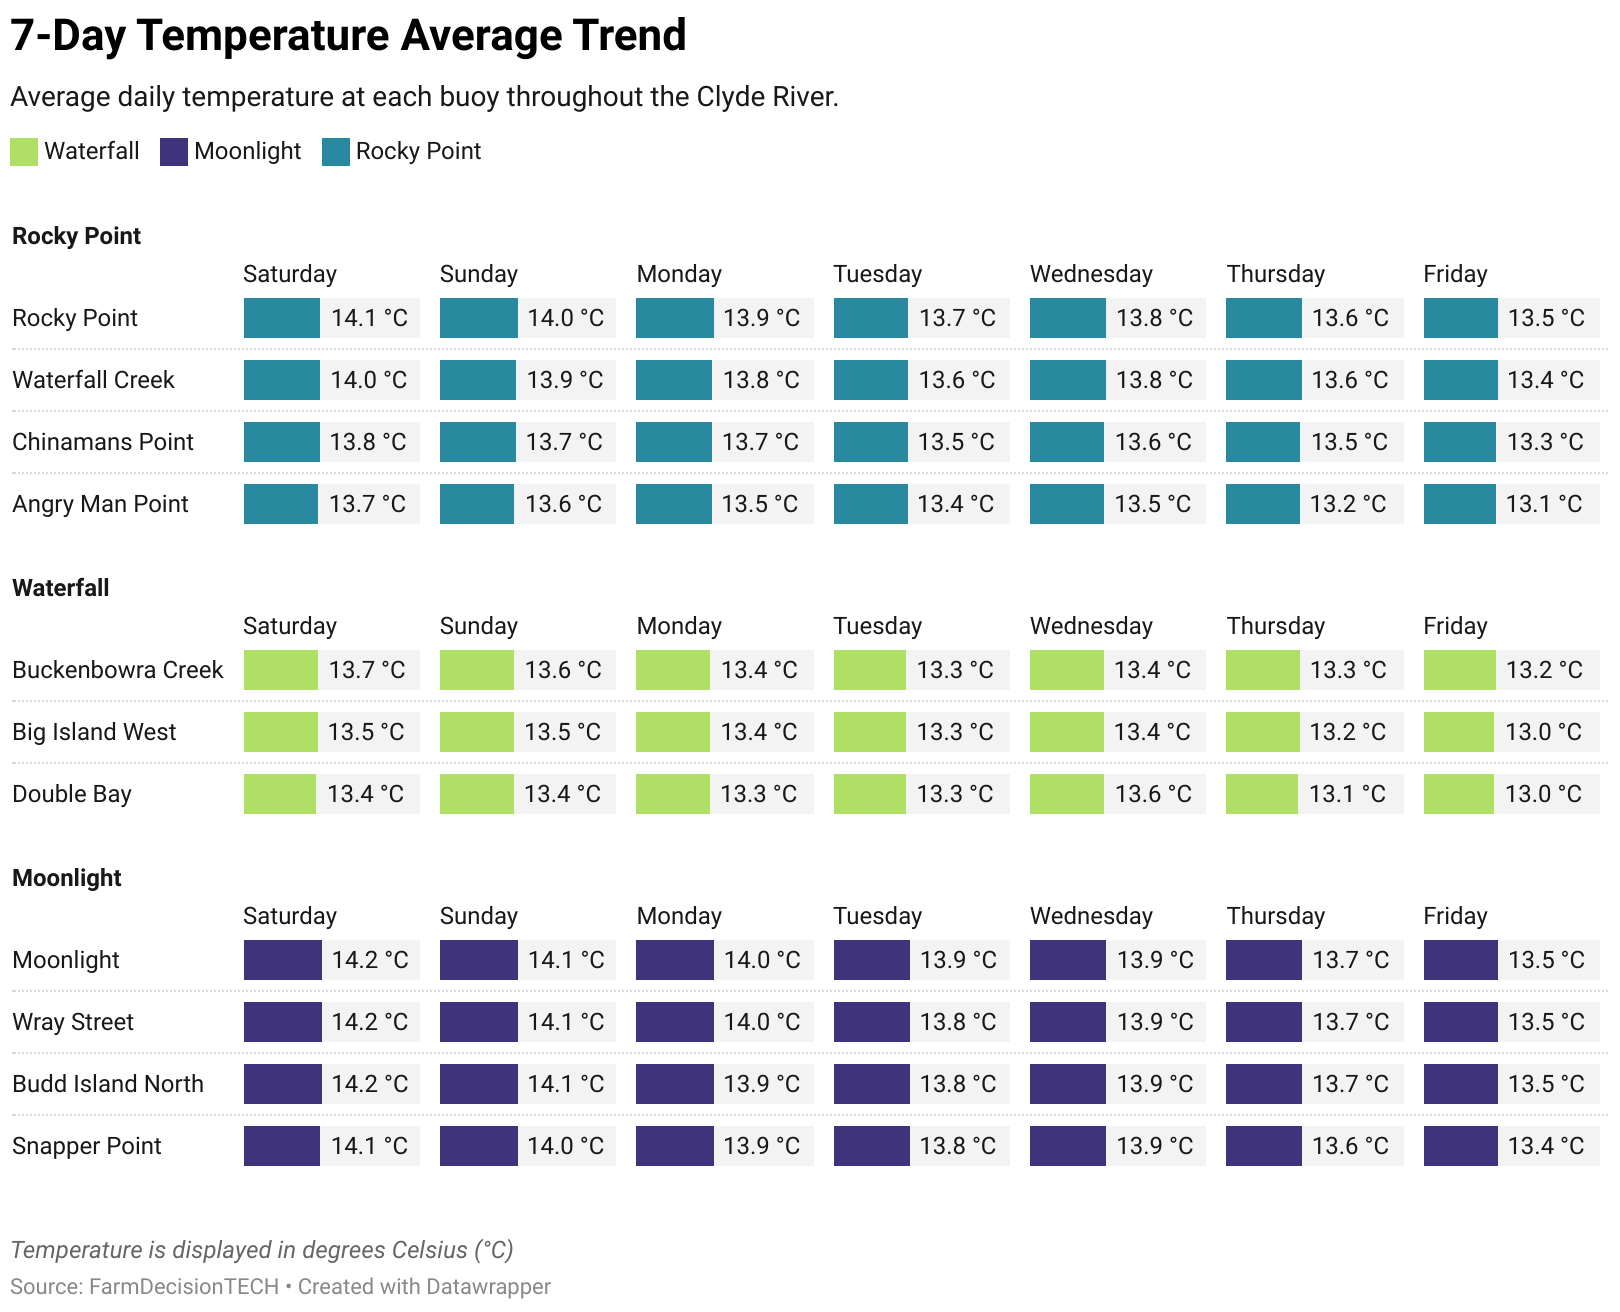 7-Day Temperature Average Trend
Average daily temperature at each buoy throughout the Clyde River.
Waterfall Moonlight Rocky Point
Rocky Point
Saturday Sunday Monday Tuesday Wednesday Thursday Friday
Rocky Point 14.1 °C 14.0 °C 13.9 °C 13.7 °C 13.8 °C 13.6 °C 13.5 °C
Waterfall Creek 14.0 °C 13.9 °C 13.8 °C 13.6 °C 13.8 °C 13.6 °C 13.4 °C
Chinamans Point 13.8 °C 13.7 °C 13.7 °C 13.5 °C 13.6 °C 13.5 °C 13.3 °C
Angry Man Point 13.7 °C 13.6 °C 13.5 °C 13.4 °C 13.5 °C 13.2 °C 13.1 °C
Waterfall
Saturday Sunday Monday Tuesday Wednesday Thursday Friday
Buckenbowra Creek 13.7 °C 13.6 °C 13.4 °C 13.3 °C 13.4 °C 13.3 °C 13.2 °C
Big Island West 13.5 °C 13.5 °C 13.4 °C 13.3 °C 13.4 °C 13.2 °C 13.0 °C
Double Bay 13.4 °C 13.4 °C 13.3 °C 13.3 °C 13.6 °C 13.1 °C 13.0 °C
Moonlight
Saturday Sunday Monday Tuesday Wednesday Thursday Friday
Moonlight 14.2 °C 14.1 °C 14.0 °C 13.9 °C 13.9 °C 13.7 °C 13.5 °C
Wray Street 14.2 °C 14.1 °C 14.0 °C 13.8 °C 13.9 °C 13.7 °C 13.5 °C
Budd Island North 14.2 °C 14.1 °C 13.9 °C 13.8 °C 13.9 °C 13.7 °C 13.5 °C
Snapper Point 14.1 °C 14.0 °C 13.9 °C 13.8 °C 13.9 °C 13.6 °C 13.4 °C
Temperature is displayed in degrees Celsius (°C)
Source: FarmDecisionTECH • Created with Datawrapper